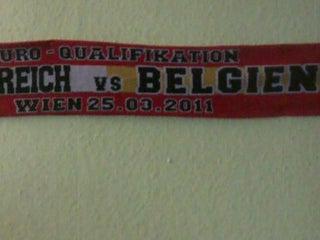 URO - QUALIFIKATION
REICH vs BELGIEN
WIEN 25.03.2011